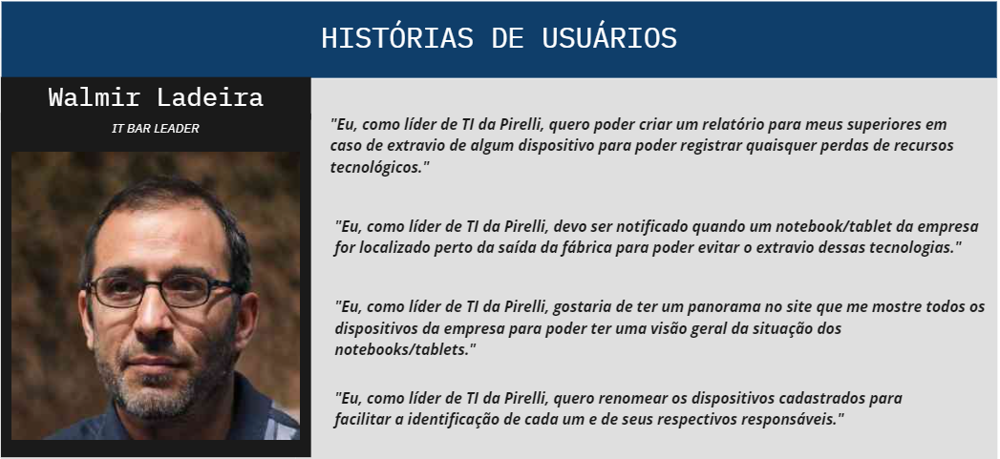 HISTÓRIAS DE USUÁRIOS
Walmir Ladeira
IT BAR LEADER
"Eu, como líder de TI da Pirelli, quero poder criar um relatório para meus superiores em
caso de extravio de algum dispositivo para poder registrar quaisquer perdas de recursos
tecnológicos."
"Eu, como líder de TI da Pirelli, devo ser notificado quando um notebook/tablet da empresa
for localizado perto da saída da fábrica para poder evitar o extravio dessas tecnologias."
"Eu, como líder de TI da Pirelli, gostaria de ter um panorama no site que me mostre todos os
dispositivos da empresa para poder ter uma visão geral da situação dos
notebooks/tablets."
"Eu, como líder de TI da Pirelli, quero renomear os dispositivos cadastrados para
facilitar a identificação de cada um e de seus respectivos responsáveis."